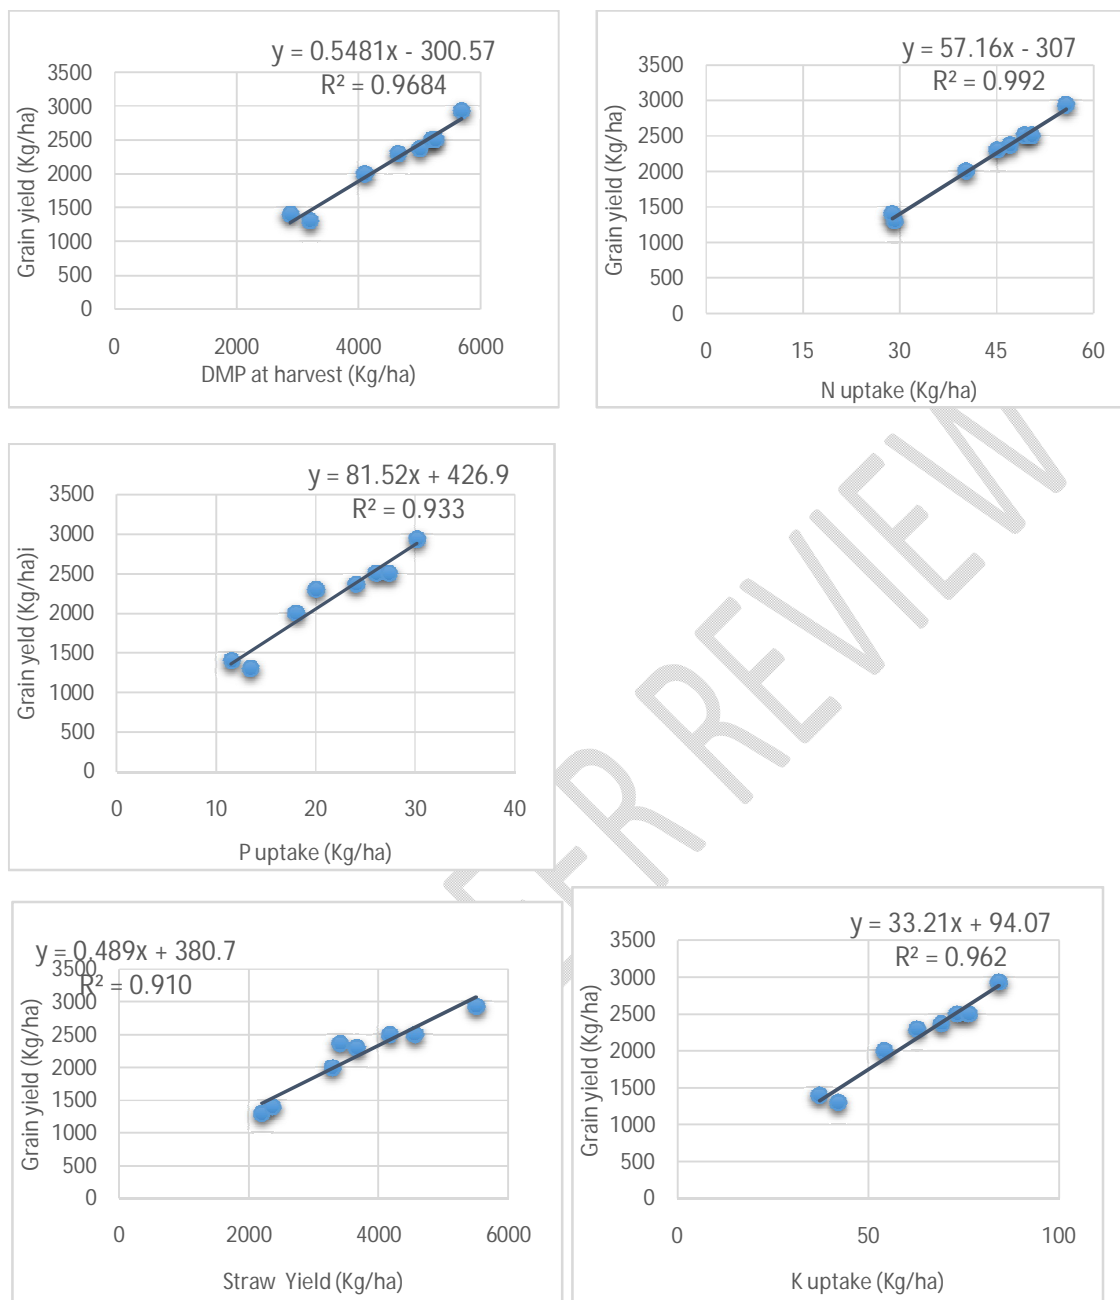 y = 0.5481x - 300.57
R² = 0.9684
3500
3000
2500
2000
1500
1000
500
0
0 2000 4000 6000
Grain yield (Kg/ha)
DMP at harvest (Kg/ha)
y = 57.16x - 307
R² = 0.992
3500
3000
2500
2000
1500
1000
500
0
0 15 30 45 60
Grain yield (Kg/ha)
N uptake (Kg/ha)
y = 81.52x + 426.9
R² = 0.933
3500
3000
2500
2000
1500
1000
500
0
0 10 20 30 40
Grain yeld (Kg/ha)i
P uptake (Kg/ha)
y = 0.489x + 380.7
R² = 0.910
3500
3000
2500
2000
1500
1000
500
0
0 2000 4000 6000
Grain yield (Kg/ha)
Straw Yield (Kg/ha)
y = 33.21x + 94.07
R² = 0.962
3500
3000
2500
2000
1500
1000
500
0
0 50 100
Grain yield (Kg/ha)
K uptake (Kg/ha)
REVIEW